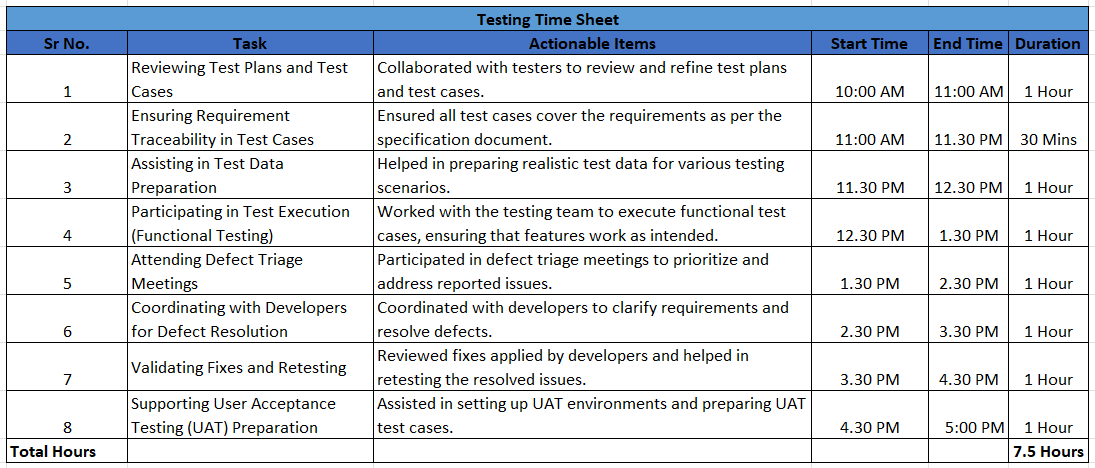 Testing Time Sheet
Sr No. Task Actionable Items Start Time End Time Duration
Reviewing Test Plans and Test Collaborated with testers to review and refine test plans
1 Cases and test cases. 10:00 AM 11:00 AM 1 Hour
Ensuring Requirement Ensured all test cases cover the requirements as per the
2 Traceability in Test Cases specification document. 11:00 AM 11.30 PM 30 Mins
Assisting in Test Data Helped in preparing realistic test data for various testing
3 Preparation scenarios. 11.30 PM 12.30 PM 1 Hour
Participating in Test Execution Worked with the testing team to execute functional test
4 (Functional Testing) cases, ensuring that features work as intended. 12.30 PM 1.30 PM 1 Hour
Attending Defect Triage Participated in defect triage meetings to prioritize and
5 Meetings address reported issues. 1.30 PM 2.30 PM 1 Hour
Coordinating with Developers Coordinated with developers to clarify requirements and
6 for Defect Resolution resolve defects. 2.30 PM 3.30 PM 1 Hour
Validating Fixes and Retesting Reviewed fixes applied by developers and helped in
7 retesting the resolved issues. 3.30 PM 4.30 PM 1 Hour
Supporting User Acceptance Assisted in setting up UAT environments and preparing UAT
8 Testing (UAT) Preparation test cases. 4.30 PM 5:00 PM 1 Hour
Total Hours 7.5 Hours